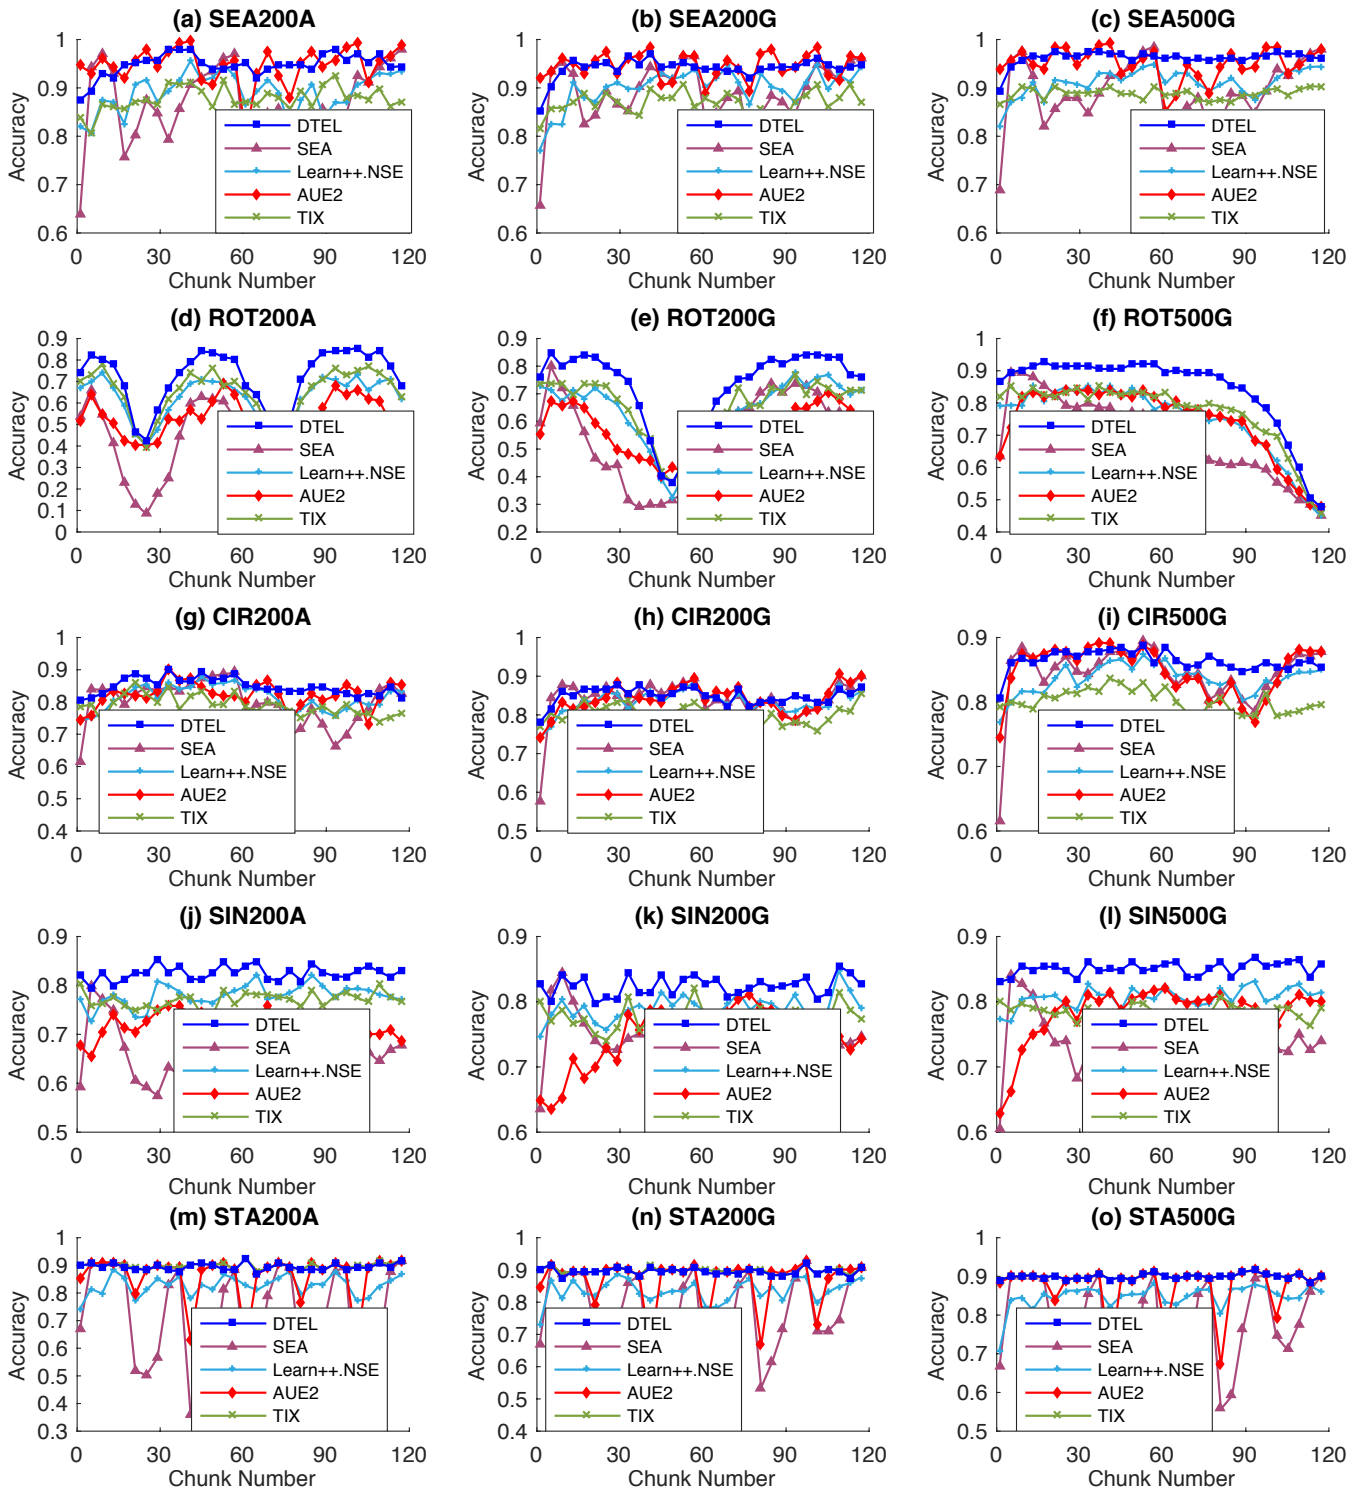 (a) SEA200A
1
0.9
0.8
0.7
0.6
Accuracy
DTEL
SEA
Learn++.NSE
AUE2
TIX
0 30 60 90 120
Chunk Number
(b) SEA200G
1
0.9
0.8
0.7
0.6
Accuracy
DTEL
SEA
Learn++.NSE
AUE2
TIX
0 30 60 90 120
Chunk Number
(c) SEA500G
1
0.9
0.8
0.7
0.6
Accuracy
DTEL
SEA
Learn++.NSE
AUE2
TIX
0 30 60 90 120
Chunk Number
(d) ROT200A
0.9
0.8
0.7
0.6
0.5
0.4
0.3
0.2
0.1
0
Accuracy
DTEL
SEA
Learn++.NSE
AUE2
TIX
0 30 60 90 120
Chunk Number
(e) ROT200G
0.9
0.8
0.7
0.6
0.5
0.4
0.3
0.2
Accuracy
DTEL
SEA
Learn++.NSE
AUE2
TIX
0 30 60 90 120
Chunk Number
(f) ROT500G
1
0.9
0.8
0.7
0.6
0.5
0.4
Accuracy
DTEL
SEA
Learn++.NSE
AUE2
TIX
0 30 60 90 120
Chunk Number
(g) CIR200A
1
0.9
0.8
0.7
0.6
0.5
0.4
Accuracy
DTEL
SEA
Learn++.NSE
AUE2
TIX
0 30 60 90 120
Chunk Number
(h) CIR200G
1
0.9
0.8
0.7
0.6
0.5
Accuracy
DTEL
SEA
Learn++.NSE
AUE2
TIX
0 30 60 90 120
Chunk Number
(i) CIR500G
0.9
0.8
0.7
0.6
Accuracy
DTEL
SEA
Learn++.NSE
AUE2
TIX
0 30 60 90 120
Chunk Number
(j) SIN200A
0.9
0.8
0.7
0.6
0.5
Accuracy
DTEL
SEA
Learn++.NSE
AUE2
TIX
0 30 60 90 120
Chunk Number
(k) SIN200G
0.9
0.8
0.7
0.6
Accuracy
DTEL
SEA
Learn++.NSE
AUE2
TIX
0 30 60 90 120
Chunk Number
(l) SIN500G
0.9
0.8
0.7
0.6
Accuracy
DTEL
SEA
Learn++.NSE
AUE2
TIX
0 30 60 90 120
Chunk Number
(m) STA200A
1
0.9
0.8
0.7
0.6
0.5
0.4
0.3
Accuracy
DTEL
SEA
Learn++.NSE
AUE2
TIX
0 30 60 90 120
Chunk Number
(n) STA200G
1
0.9
0.8
0.7
0.6
0.5
0.4
Accuracy
DTEL
SEA
Learn++.NSE
AUE2
TIX
0 30 60 90 120
Chunk Number
(o) STA500G
1
0.9
0.8
0.7
0.6
0.5
Accuracy
DTEL
SEA
Learn++.NSE
AUE2
TIX
0 30 60 90 120
Chunk Number